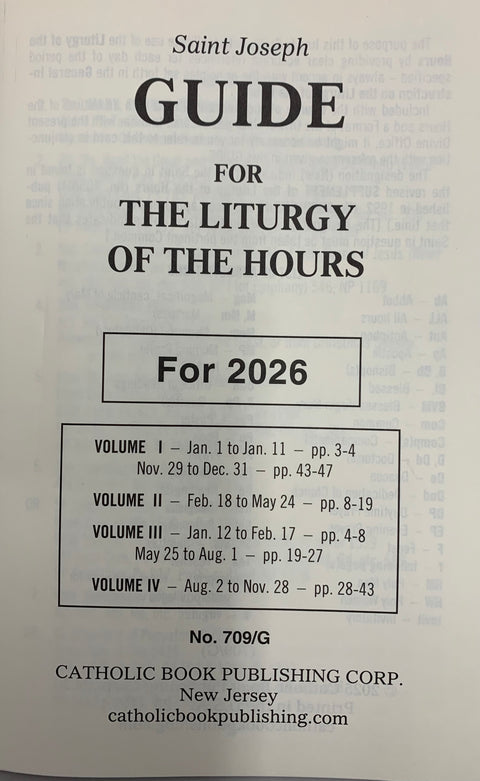 Saint Joseph
GUIDE
FOR
THE LITURGY
OF THE HOURS
For 2026
VOLUME I – Jan. 1 to Jan. 11 – pp. 3-4
Nov. 29 to Dec. 31 – pp. 43-47
VOLUME II – Feb. 18 to May 24 – pp. 8-19
VOLUME III – Jan. 12 to Feb. 17 – pp. 4-8
May 25 to Aug. 1 – pp. 19-27
VOLUME IV – Aug. 2 to Nov. 28 – pp. 28-43
No. 709/G
CATHOLIC BOOK PUBLISHING CORP.
New Jersey
catholicbookpublishing.com